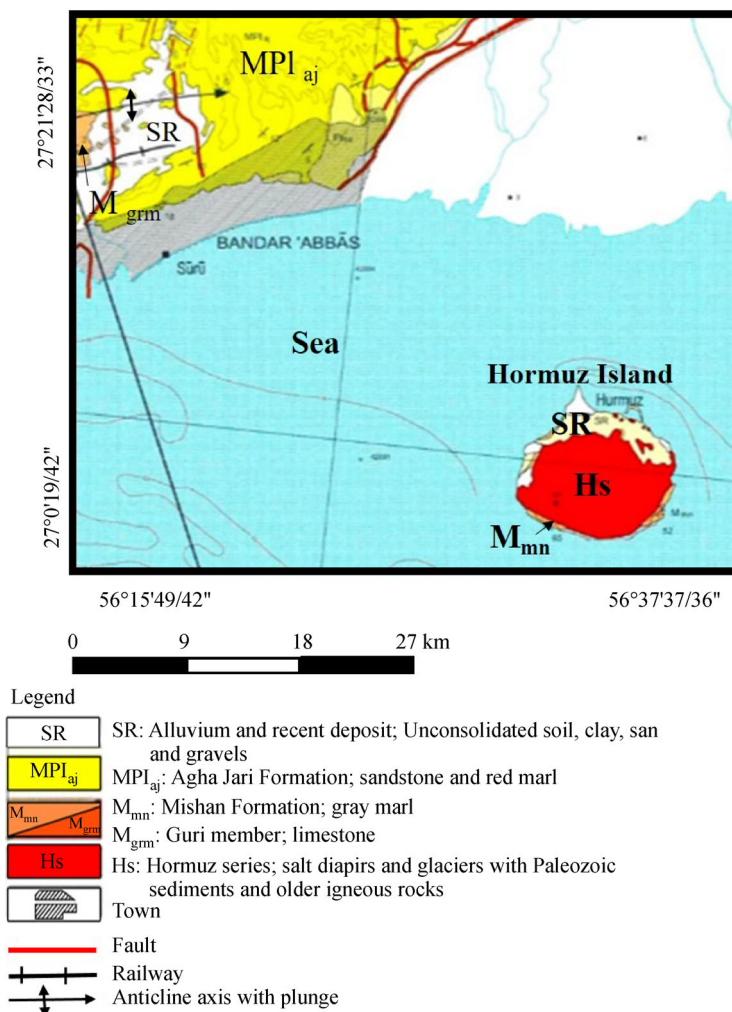 MPl aj
SR
M grm
27°21'28/33"
BANDAR 'ABBĀS
Sūrū
Sea
Hormuz Island
Hurmuz
SR
SR
Hs
M mn
Mmn
52
27°0'19/42"
56°15'49/42"
56°37'37/36"
0 9 18 27 km
Legend
SR
SR: Alluvium and recent deposit; Unconsolidated soil, clay, san
and gravels
MPI aj
MPI aj: Agha Jari Formation; sandstone and red marl
M mn
M grm
M mn: Mishan Formation; gray marl
M grm: Guri member; limestone
Hs
Hs: Hormuz series; salt diapirs and glaciers with Paleozoic
sediments and older igneous rocks
Town
Fault
Railway
Anticline axis with plunge